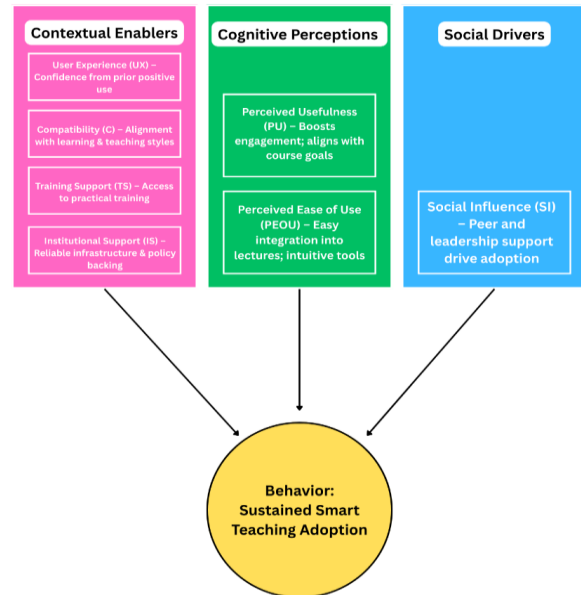 Contextual Enablers
User Experience (UX) –
Confidence from prior positive
use
Compatibility (C) – Alignment
with learning & teaching styles
Training Support (TS) – Access
to practical training
Institutional Support (IS) –
Reliable infrastructure & policy
backing
Cognitive Perceptions
Perceived Usefulness
(PU) – Boosts
engagement; aligns with
course goals
Perceived Ease of Use
(PEOU) – Easy
integration into
lectures; intuitive tools
Social Drivers
Social Influence (SI)
– Peer and
leadership support
drive adoption
Behavior:
Sustained Smart
Teaching Adoption